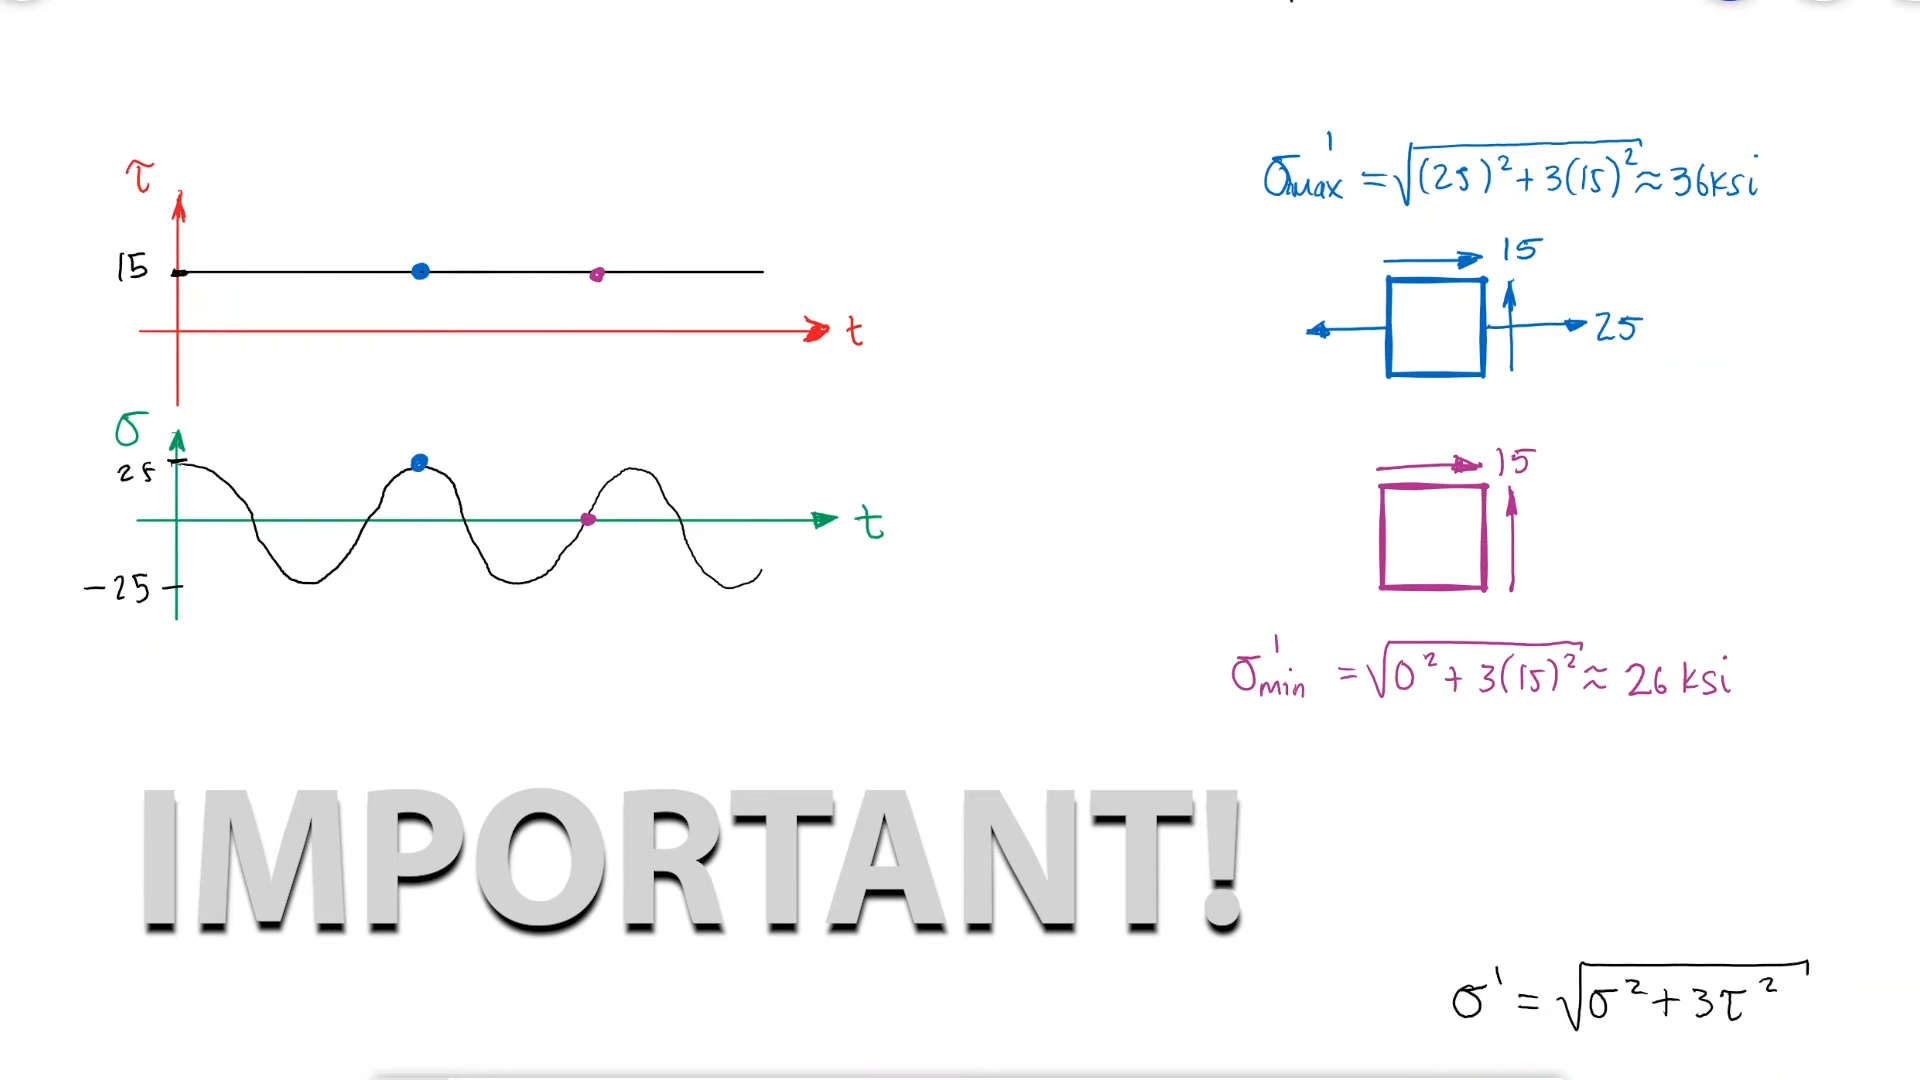 τ
15
t
σ
25
t
-25
σ'max = √(25)² + 3(15)² ≈ 36ksi
15
25
15
σ'min = √0² + 3(15)² ≈ 26 ksi
IMPORTANT!
σ' = √σ² + 3τ²